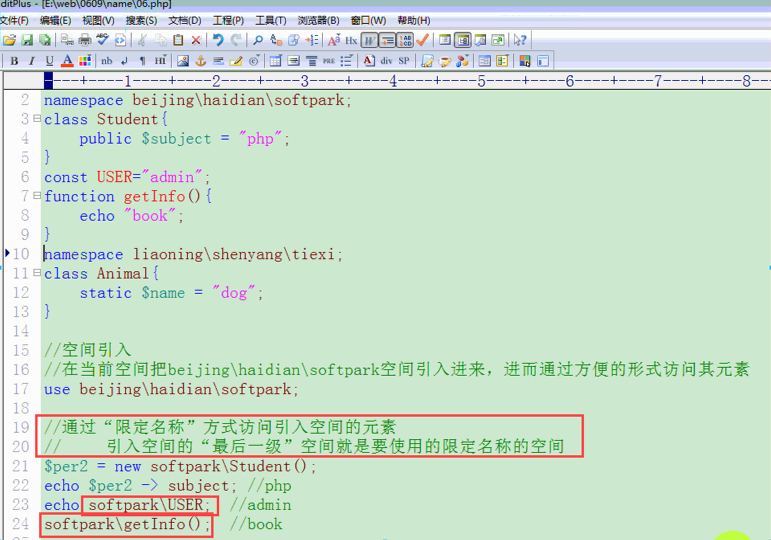 ditPlus - [E:\web\0609\name\06.php]
文件(F) 编辑(E) 视图(V) 搜索(S) 文档(D) 工程(P) 工具(T) 浏览器(B) 窗口(W) 帮助(H)
----+----1----+----2----+----3----+----4----+----5----+----6----+----7----+----8--
2 namespace beijing\haidian\softpark;
3 class Student{
4 public $subject = "php";
5 }
6 const USER="admin";
7 function getInfo(){
8 echo "book";
9 }
10 namespace liaoning\shenyang\tiexi;
11 class Animal{
12 static $name = "dog";
13 }
14
15 //空间引入
16 //在当前空间把beijing\haidian\softpark空间引入进来，进而通过方便的形式访问其元素
17 use beijing\haidian\softpark;
18
19 //通过“限定名称”方式访问引入空间的元素
20 // 引入空间的“最后一级”空间就是要使用的限定名称的空间
21 $per2 = new softpark\Student();
22 echo $per2 -> subject; //php
23 echo softpark\USER; //admin
24 softpark\getInfo(); //book